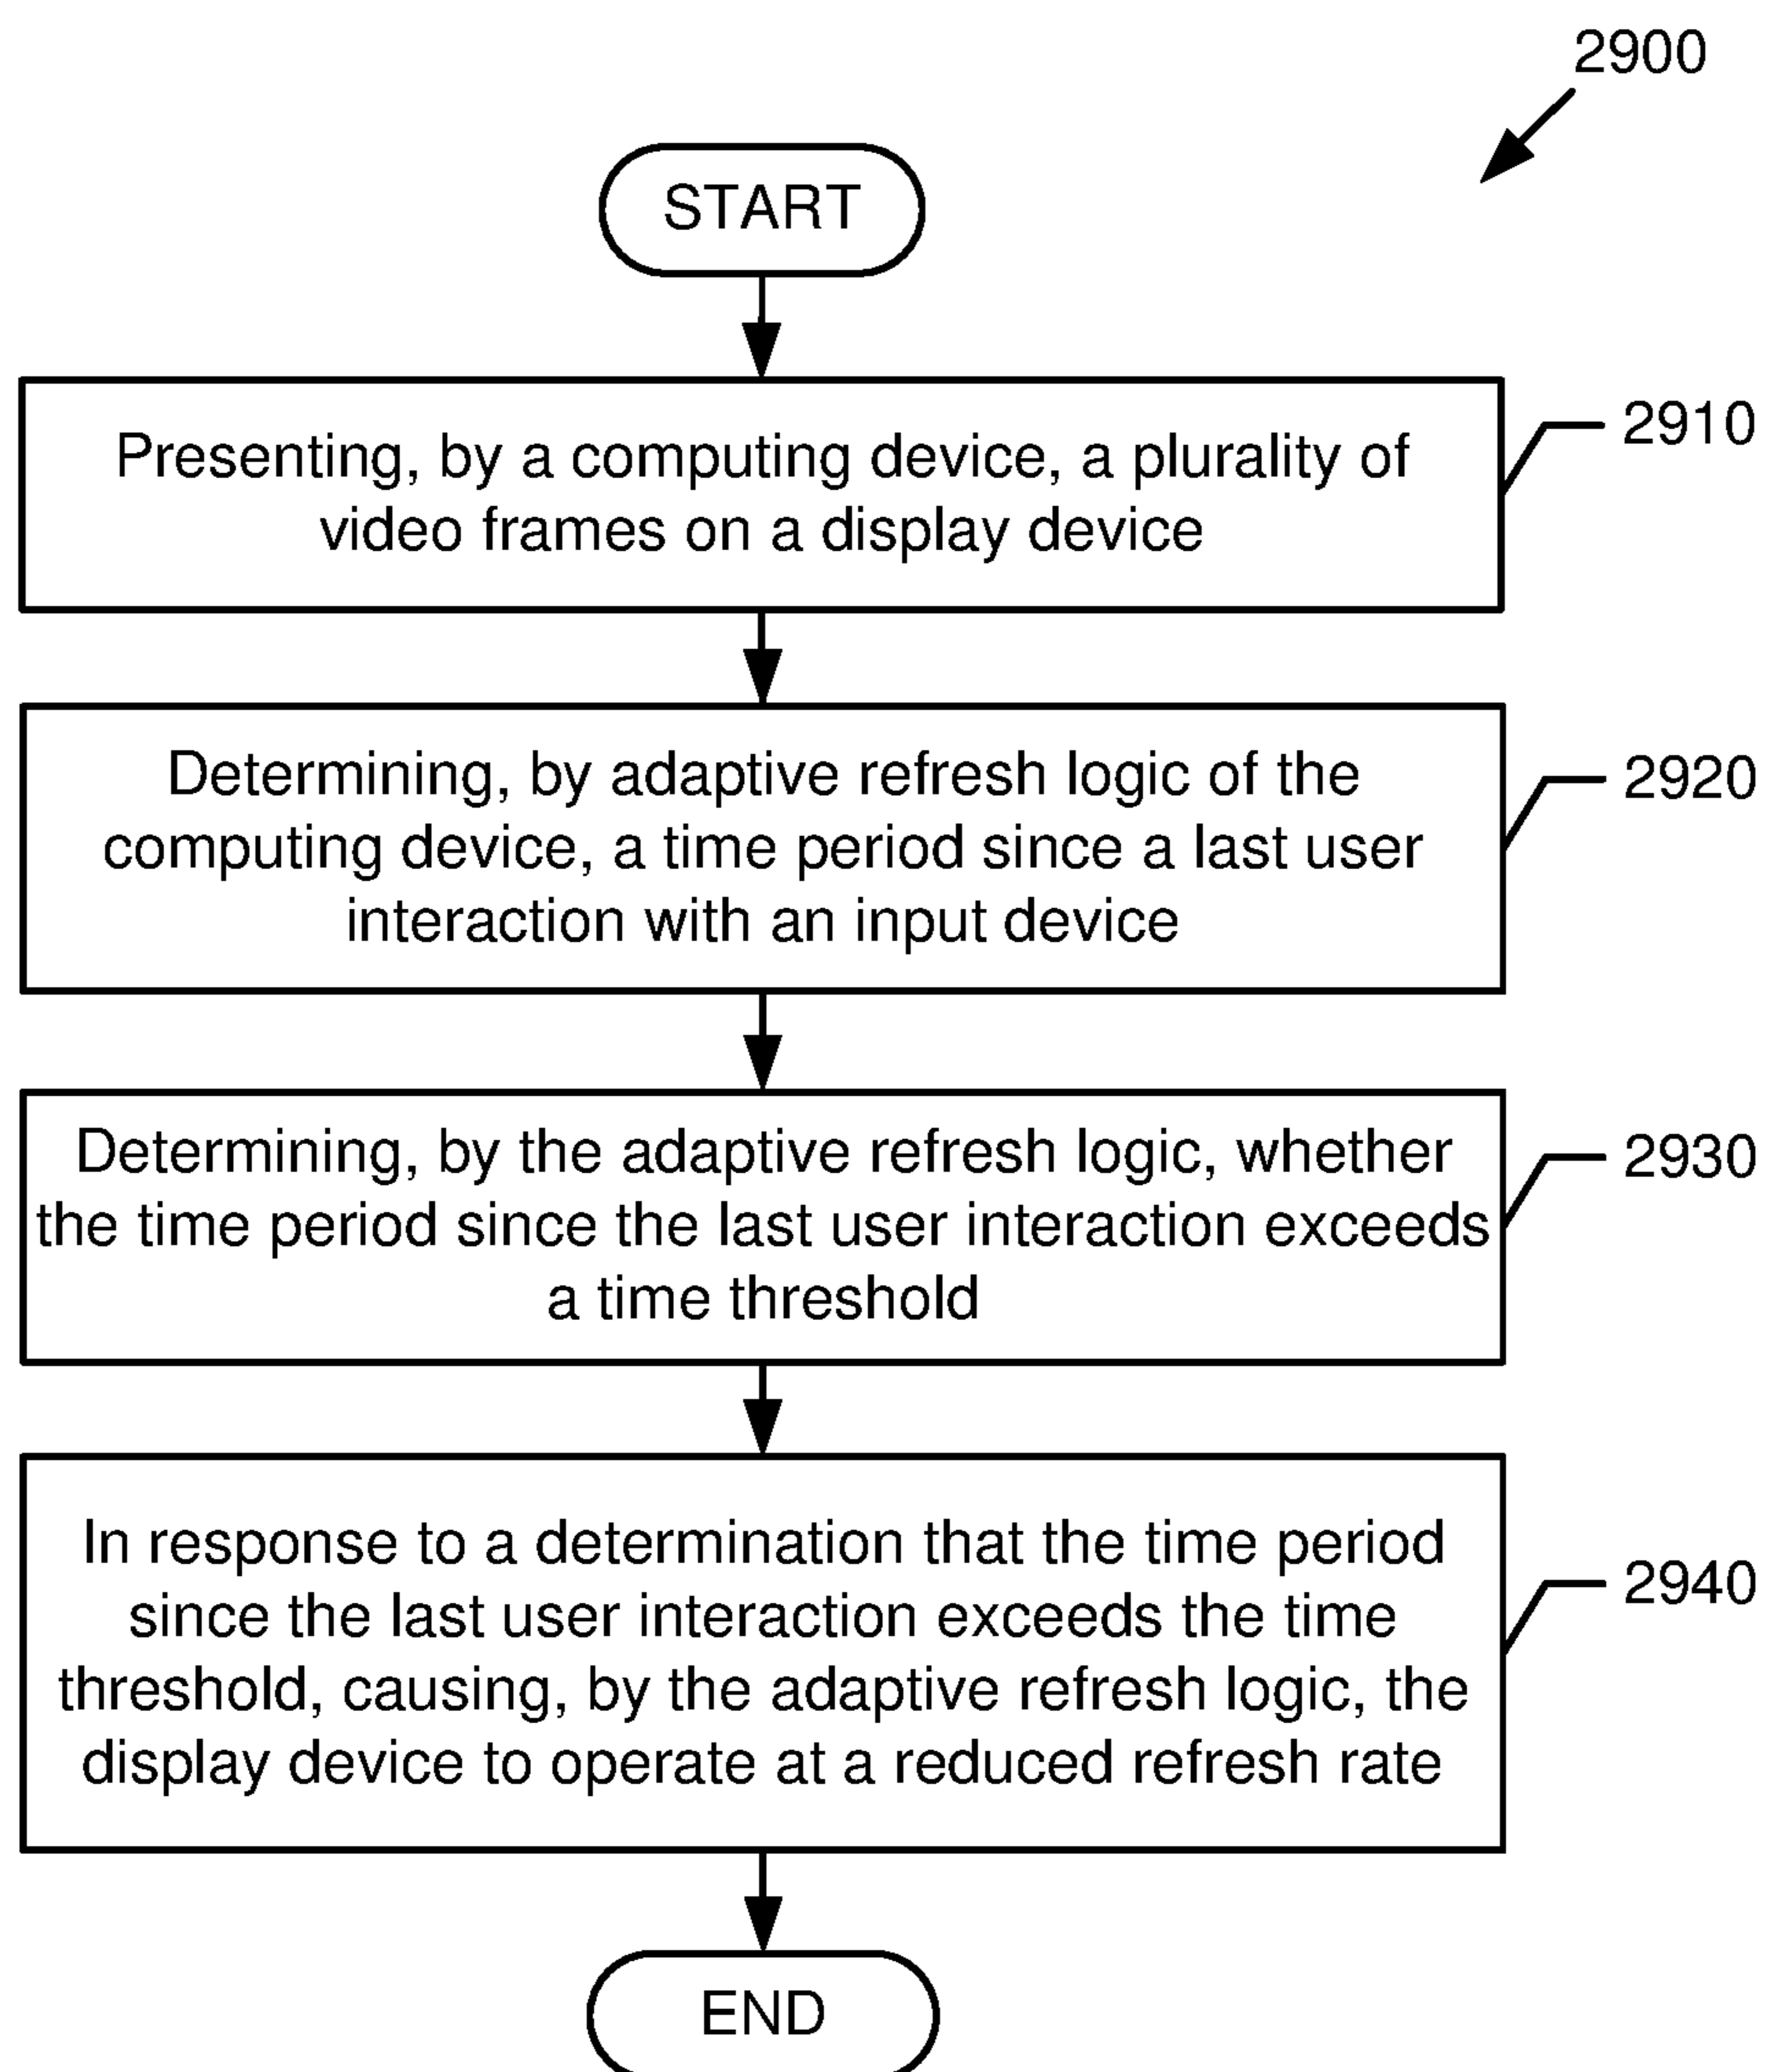 2900
START
Presenting, by a computing device, a plurality of
video frames on a display device
2910
Determining, by adaptive refresh logic of the
computing device, a time period since a last user
interaction with an input device
2920
Determining, by the adaptive refresh logic, whether
the time period since the last user interaction exceeds
a time threshold
2930
In response to a determination that the time period
since the last user interaction exceeds the time
threshold, causing, by the adaptive refresh logic, the
display device to operate at a reduced refresh rate
2940
END